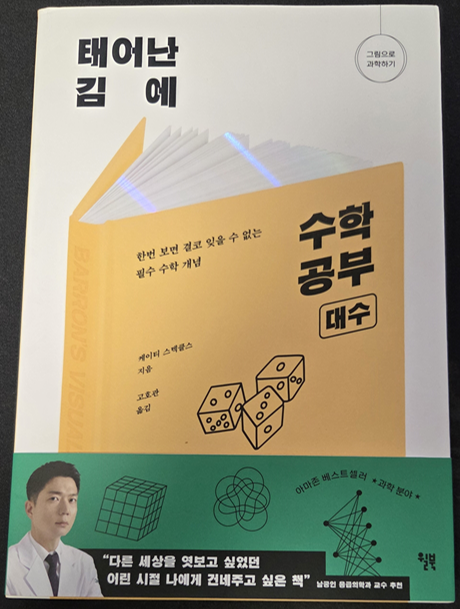 태어난
김 에
그림으로
과학하기
한번 보면 결코 잊을 수 없는
필수 수학 개념
수학
공부
대수
케이티 스텍클스
지음
고호관
옮김
BARRON'S VISUAL
아마존 베스트셀러 *과학 분야*
“다른 세상을 엿보고 싶었던
어린 시절 나에게 건네주고 싶은 책”
남궁인 응급의학과 교수 추천
윌북